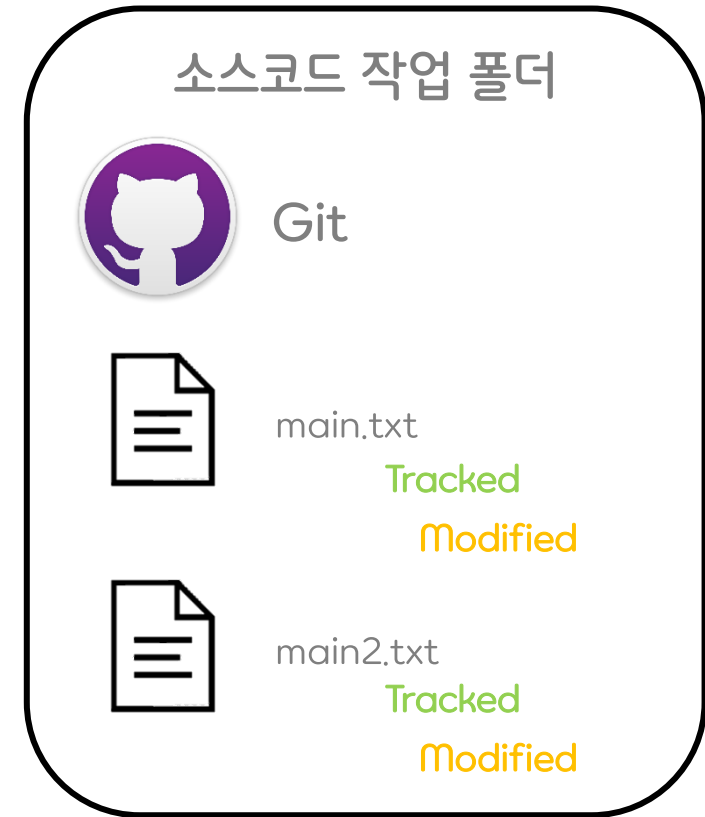 소스코드 작업 폴더
Git
main.txt
Tracked
Modified
main2.txt
Tracked
Modified